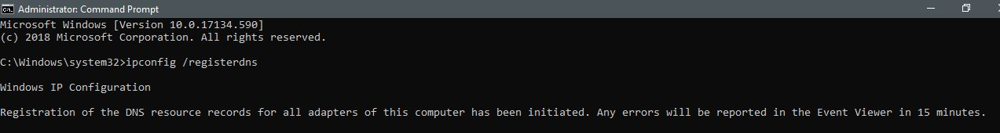 Administrator: Command Prompt
Microsoft Windows [Version 10.0.17134.590]
(c) 2018 Microsoft Corporation. All rights reserved.
C:\Windows\system32>ipconfig /registerdns
Windows IP Configuration
Registration of the DNS resource records for all adapters of this computer has been initiated. Any errors will be reported in the Event Viewer in 15 minutes.